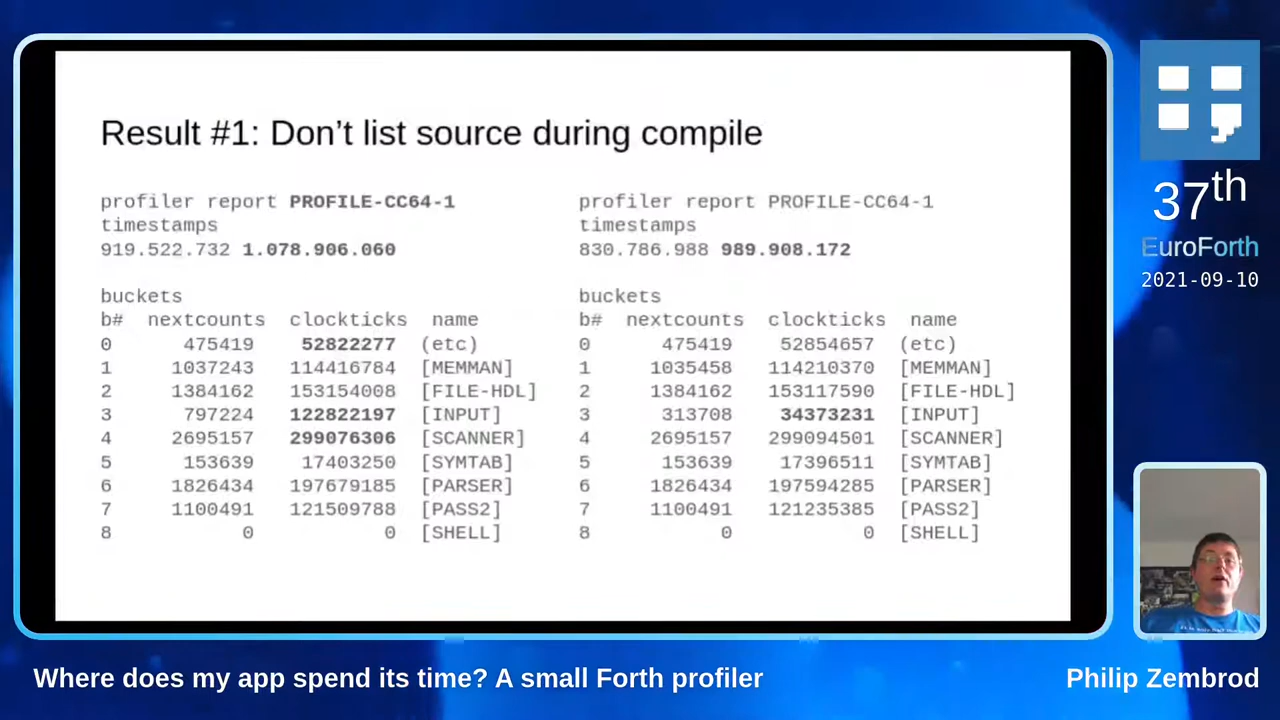 Result #1: Don't list source during compile
profiler report PROFILE-CC64-1
timestamps
919.522.732 1.078.906.060
buckets
b# nextcounts clockticks name
0 475419 52822277 (etc)
1 1037243 114416784 [MEMMAN]
2 1384162 153154008 [FILE-HDL]
3 797224 122822197 [INPUT]
4 2695157 299076306 [SCANNER]
5 153639 17403250 [SYMTAB]
6 1826434 197679185 [PARSER]
7 1100491 121509788 [PASS2]
8 0 0 [SHELL]
profiler report PROFILE-CC64-1
timestamps
830.786.988 989.908.172
buckets
b# nextcounts clockticks name
0 475419 52854657 (etc)
1 1035458 114210370 [MEMMAN]
2 1384162 153117590 [FILE-HDL]
3 313708 34373231 [INPUT]
4 2695157 299094501 [SCANNER]
5 153639 17396511 [SYMTAB]
6 1826434 197594285 [PARSER]
7 1100491 121235385 [PASS2]
8 0 0 [SHELL]
37th
EuroForth
2021-09-10
Where does my app spend its time? A small Forth profiler
Philip Zembrod